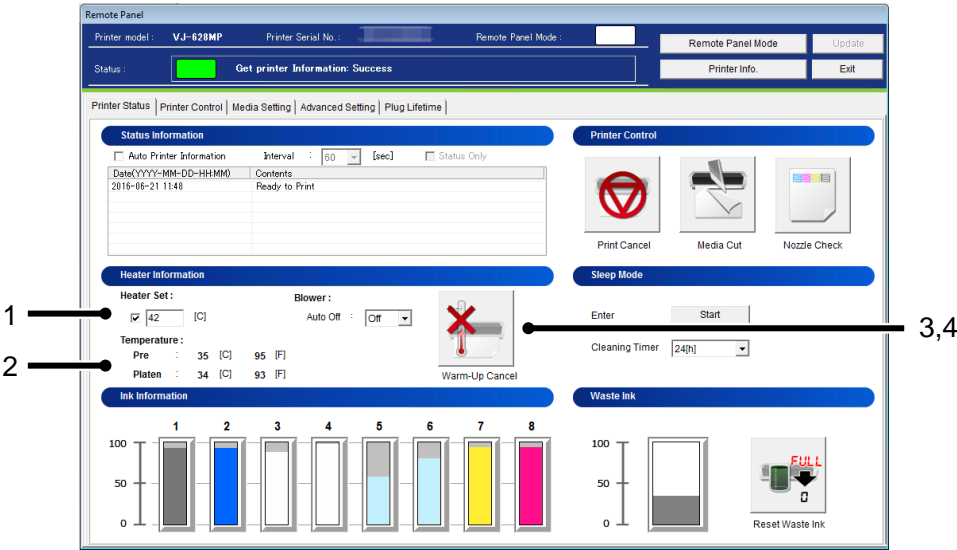 Remote Panel
Printer model : VJ-628MP Printer Serial No. : Remote Panel Mode :
Remote Panel Mode Update
Status : Get printer Information: Success
Printer Info. Exit
Printer Status Printer Control Media Setting Advanced Setting Plug Lifetime
Status Information
Auto Printer Information Interval : 60 [sec] Status Only
Date(YYYY-MM-DD-HH:MM) Contents
2016-06-21 11:48 Ready to Print
Printer Control
Print Cancel Media Cut Nozzle Check
Heater Information
Heater Set :
42 [C]
Blower :
Auto Off : Off
Temperature :
Pre : 35 [C] 95 [F]
Platen : 34 [C] 93 [F]
Warm-Up Cancel
1
2
3,4
Sleep Mode
Enter Start
Cleaning Timer 24[h]
Ink Information
1 2 3 4 5 6 7 8
100
50
0
Waste Ink
100
50
0
FULL
0
Reset Waste Ink